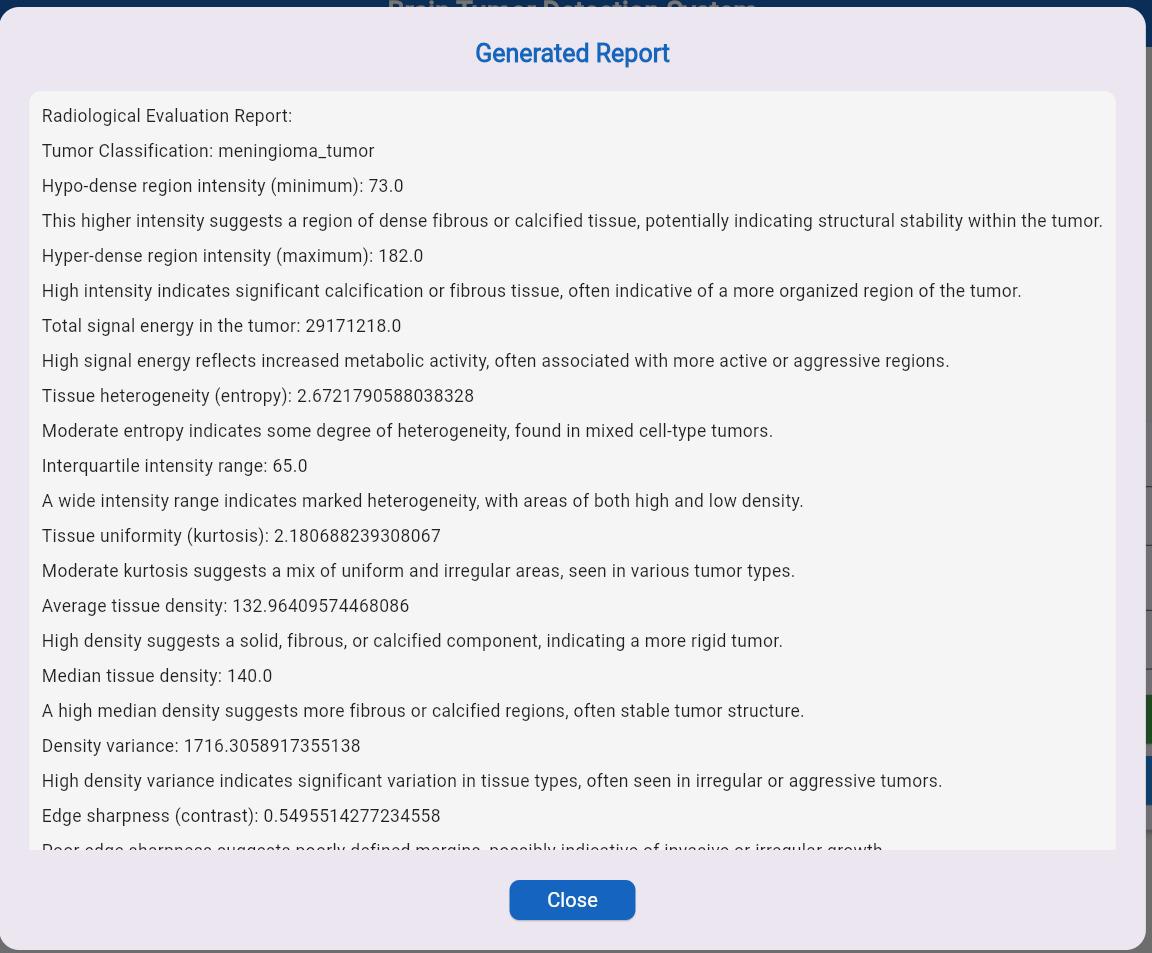 Brain Tumor Detection System
Generated Report
Radiological Evaluation Report:
Tumor Classification: meningioma_tumor
Hypo-dense region intensity (minimum): 73.0
This higher intensity suggests a region of dense fibrous or calcified tissue, potentially indicating structural stability within the tumor.
Hyper-dense region intensity (maximum): 182.0
High intensity indicates significant calcification or fibrous tissue, often indicative of a more organized region of the tumor.
Total signal energy in the tumor: 29171218.0
High signal energy reflects increased metabolic activity, often associated with more active or aggressive regions.
Tissue heterogeneity (entropy): 2.6721790588038328
Moderate entropy indicates some degree of heterogeneity, found in mixed cell-type tumors.
Interquartile intensity range: 65.0
A wide intensity range indicates marked heterogeneity, with areas of both high and low density.
Tissue uniformity (kurtosis): 2.180688239308067
Moderate kurtosis suggests a mix of uniform and irregular areas, seen in various tumor types.
Average tissue density: 132.96409574468086
High density suggests a solid, fibrous, or calcified component, indicating a more rigid tumor.
Median tissue density: 140.0
A high median density suggests more fibrous or calcified regions, often stable tumor structure.
Density variance: 1716.3058917355138
High density variance indicates significant variation in tissue types, often seen in irregular or aggressive tumors.
Edge sharpness (contrast): 0.5495514277234558
Poor edge sharpness suggests poorly defined margins, possibly indicative of invasive or irregular growth.
Close